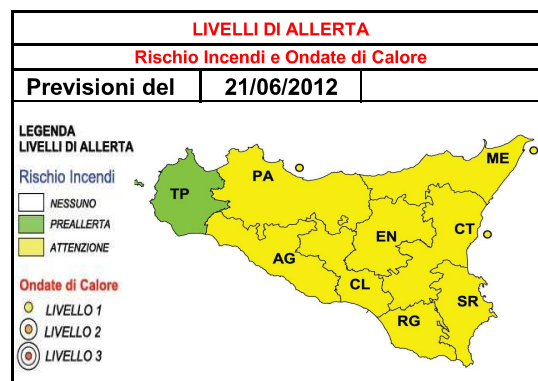 LIVELLI DI ALLERTA
Rischio Incendi e Ondate di Calore
Previsioni del 21/06/2012
LEGENDA
LIVELLI DI ALLERTA
Rischio Incendi
NESSUNO
PREALLERTA
ATTENZIONE
Ondate di Calore
LIVELLO 1
LIVELLO 2
LIVELLO 3
TP
PA
ME
AG
EN
CT
CL
RG
SR